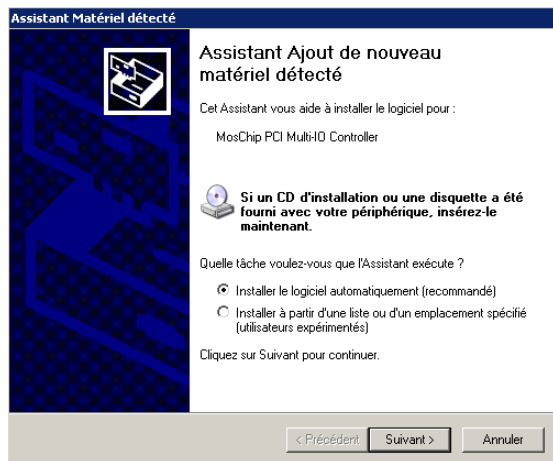 Assistant Matériel détecté
Assistant Ajout de nouveau
matériel détecté
Cet Assistant vous aide à installer le logiciel pour :
MosChip PCI Multi-IO Controller
Si un CD d'installation ou une disquette a été
fourni avec votre périphérique, insérez-le
maintenant.
Quelle tâche voulez-vous que l'Assistant exécute ?
Installer le logiciel automatiquement (recommandé)
Installer à partir d'une liste ou d'un emplacement spécifié
(utilisateurs expérimentés)
Cliquez sur Suivant pour continuer.
< Précédent
Suivant >
Annuler